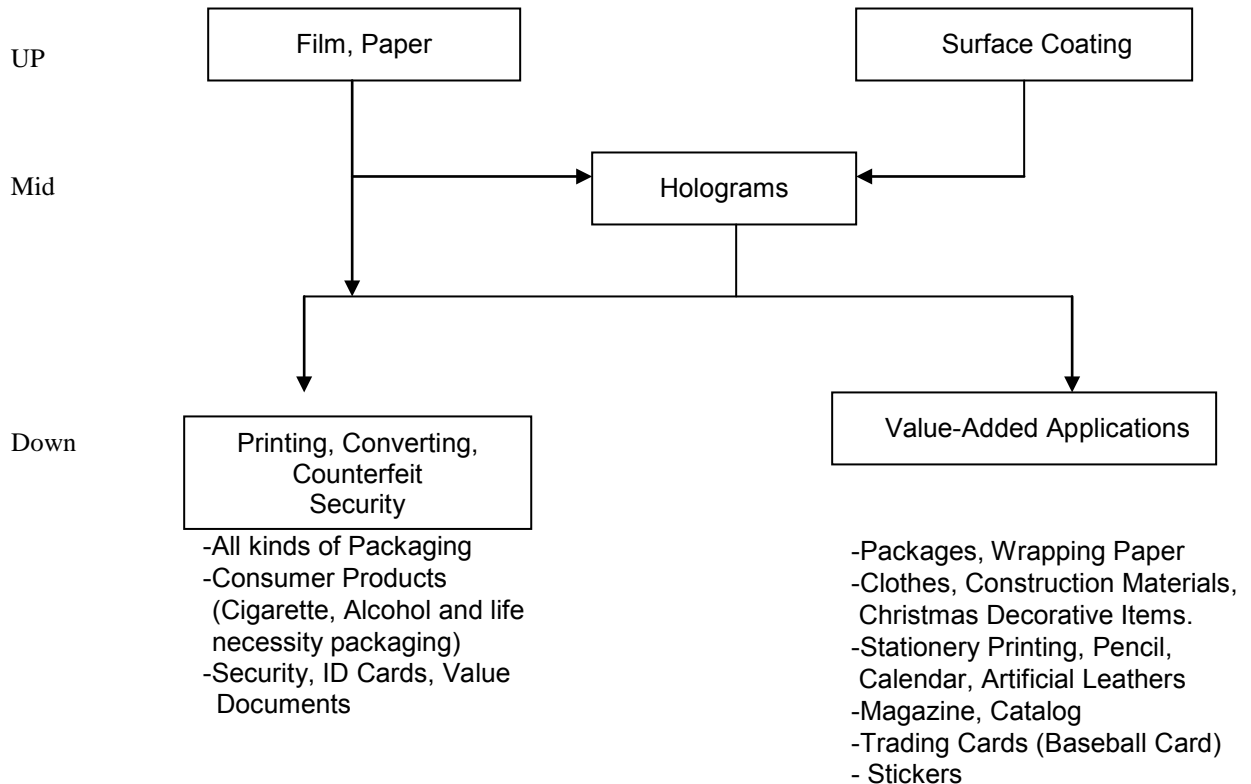 UP
Film, Paper
Surface Coating
Mid
Holograms
Down
Printing, Converting,
Counterfeit
Security
-All kinds of Packaging
-Consumer Products
(Cigarette, Alcohol and life
necessity packaging)
-Security, ID Cards, Value
Documents
Value-Added Applications
-Packages, Wrapping Paper
-Clothes, Construction Materials,
Christmas Decorative Items.
-Stationery Printing, Pencil,
Calendar, Artificial Leathers
-Magazine, Catalog
-Trading Cards (Baseball Card)
- Stickers